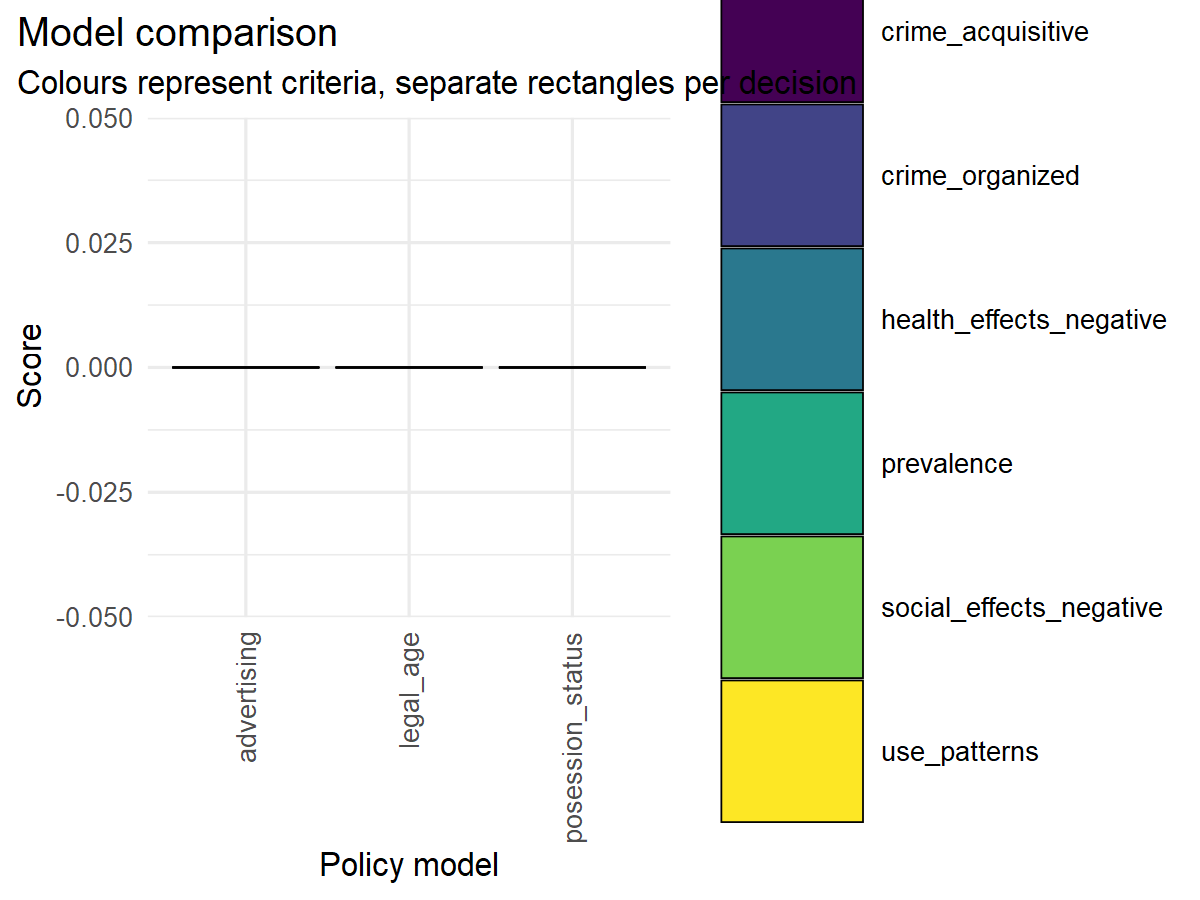 Model comparison
Colours represent criteria, separate rectangles per decision
0.050
0.025
0.000
-0.025
-0.050
Score
advertising
legal_age
posession_status
Policy model
crime_acquisitive
crime_organized
health_effects_negative
prevalence
social_effects_negative
use_patterns